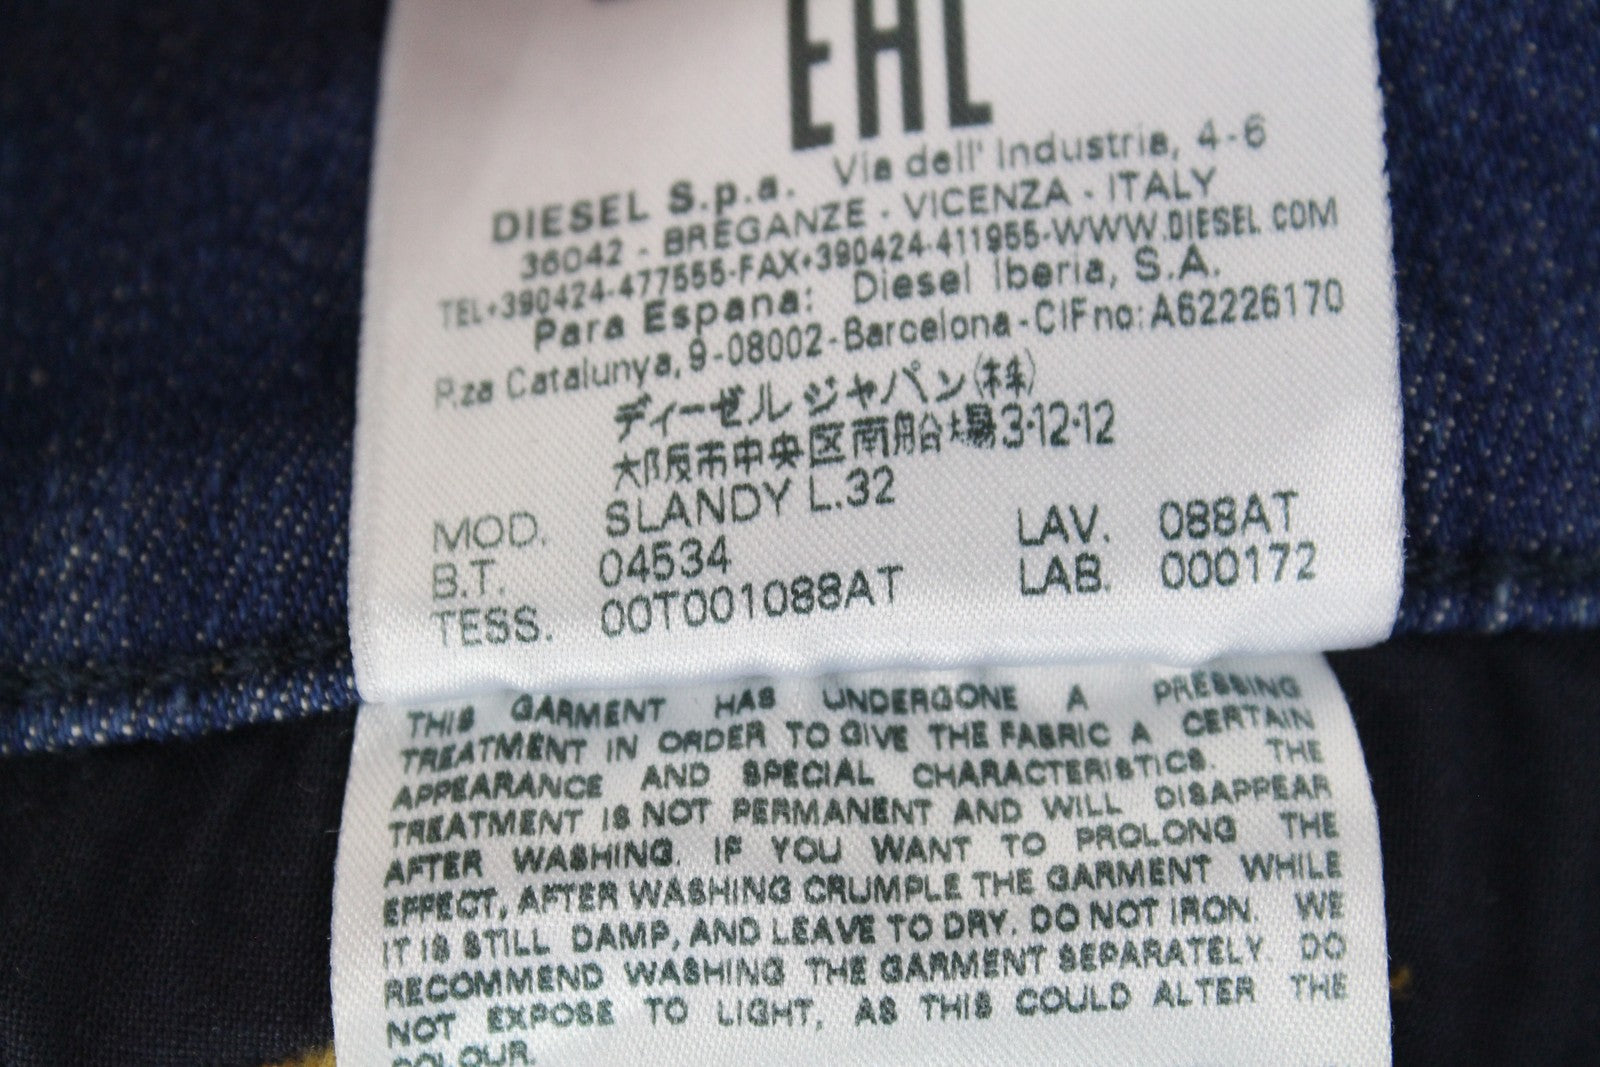 EAC
DIESEL S.p.a. Via dell' Industria, 4-6
36042 - BREGANZE - VICENZA - ITALY
TEL+390424-477555-FAX+390424-411955-WWW.DIESEL.COM
Para Espana: Diesel Iberia, S.A.
P.za Catalunya, 9-08002-Barcelona-CIFno: A62226170
ディーゼル ジャパン(株)
大阪市中央区南船場3-12-12
MOD. SLANDY L.32
B.T. 04534 LAV. 088AT
TESS. 00T001088AT LAB. 000172
THIS GARMENT HAS UNDERGONE A PRESSING
TREATMENT IN ORDER TO GIVE THE FABRIC A CERTAIN
APPEARANCE AND SPECIAL CHARACTERISTICS. THE
TREATMENT IS NOT PERMANENT AND WILL DISAPPEAR
AFTER WASHING. IF YOU WANT TO PROLONG THE
EFFECT, AFTER WASHING CRUMPLE THE GARMENT WHILE
IT IS STILL DAMP, AND LEAVE TO DRY. DO NOT IRON. WE
RECOMMEND WASHING THE GARMENT SEPARATELY. DO
NOT EXPOSE TO LIGHT, AS THIS COULD ALTER THE
COLOUR.